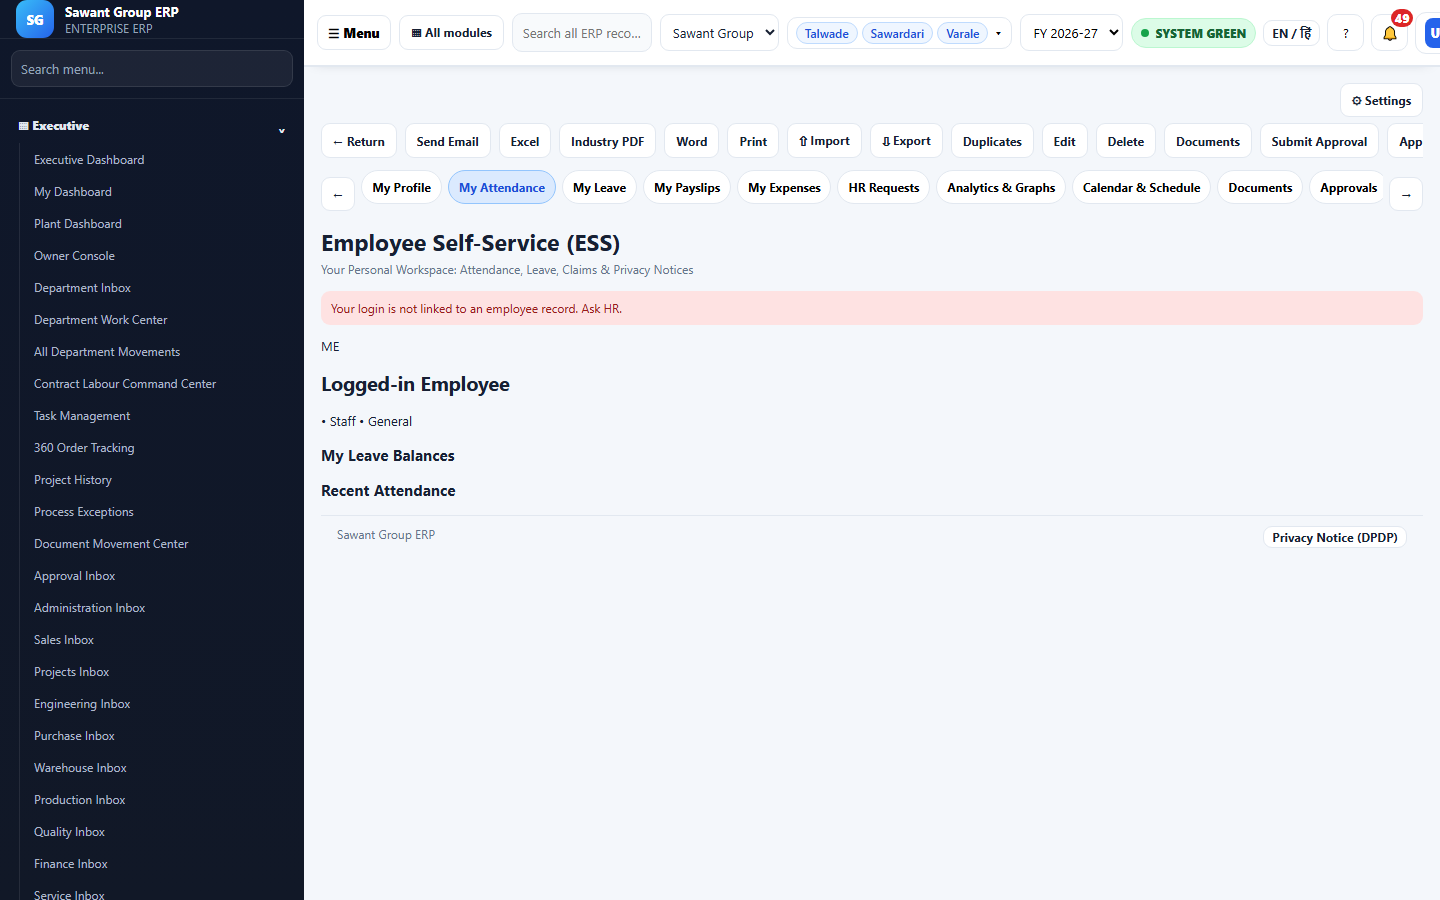 SG
Sawant Group ERP
ENTERPRISE ERP
Search menu...
Executive
Executive Dashboard
My Dashboard
Plant Dashboard
Owner Console
Department Inbox
Department Work Center
All Department Movements
Contract Labour Command Center
Task Management
360 Order Tracking
Project History
Process Exceptions
Document Movement Center
Approval Inbox
Administration Inbox
Sales Inbox
Projects Inbox
Engineering Inbox
Purchase Inbox
Warehouse Inbox
Production Inbox
Quality Inbox
Finance Inbox
Service Inbox
☰ Menu
All modules
Search all ERP reco...
Sawant Group
Talwade
Sawardari
Varale
FY 2026-27
SYSTEM GREEN
EN / हिं
?
49
U
⚙ Settings
← Return
Send Email
Excel
Industry PDF
Word
Print
⇧ Import
⇩ Export
Duplicates
Edit
Delete
Documents
Submit Approval
App
←
My Profile
My Attendance
My Leave
My Payslips
My Expenses
HR Requests
Analytics & Graphs
Calendar & Schedule
Documents
Approvals
→
Employee Self-Service (ESS)
Your Personal Workspace: Attendance, Leave, Claims & Privacy Notices
Your login is not linked to an employee record. Ask HR.
ME
Logged-in Employee
• Staff • General
My Leave Balances
Recent Attendance
Sawant Group ERP
Privacy Notice (DPDP)